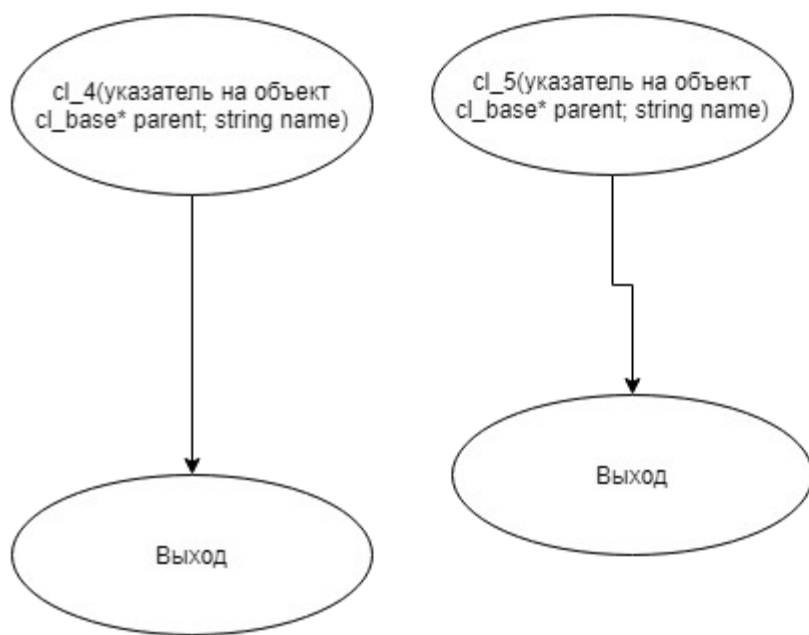 cl_4(указатель на объект
cl_base* parent; string name)
cl_5(указатель на объект
cl_base* parent; string name)
Выход
Выход